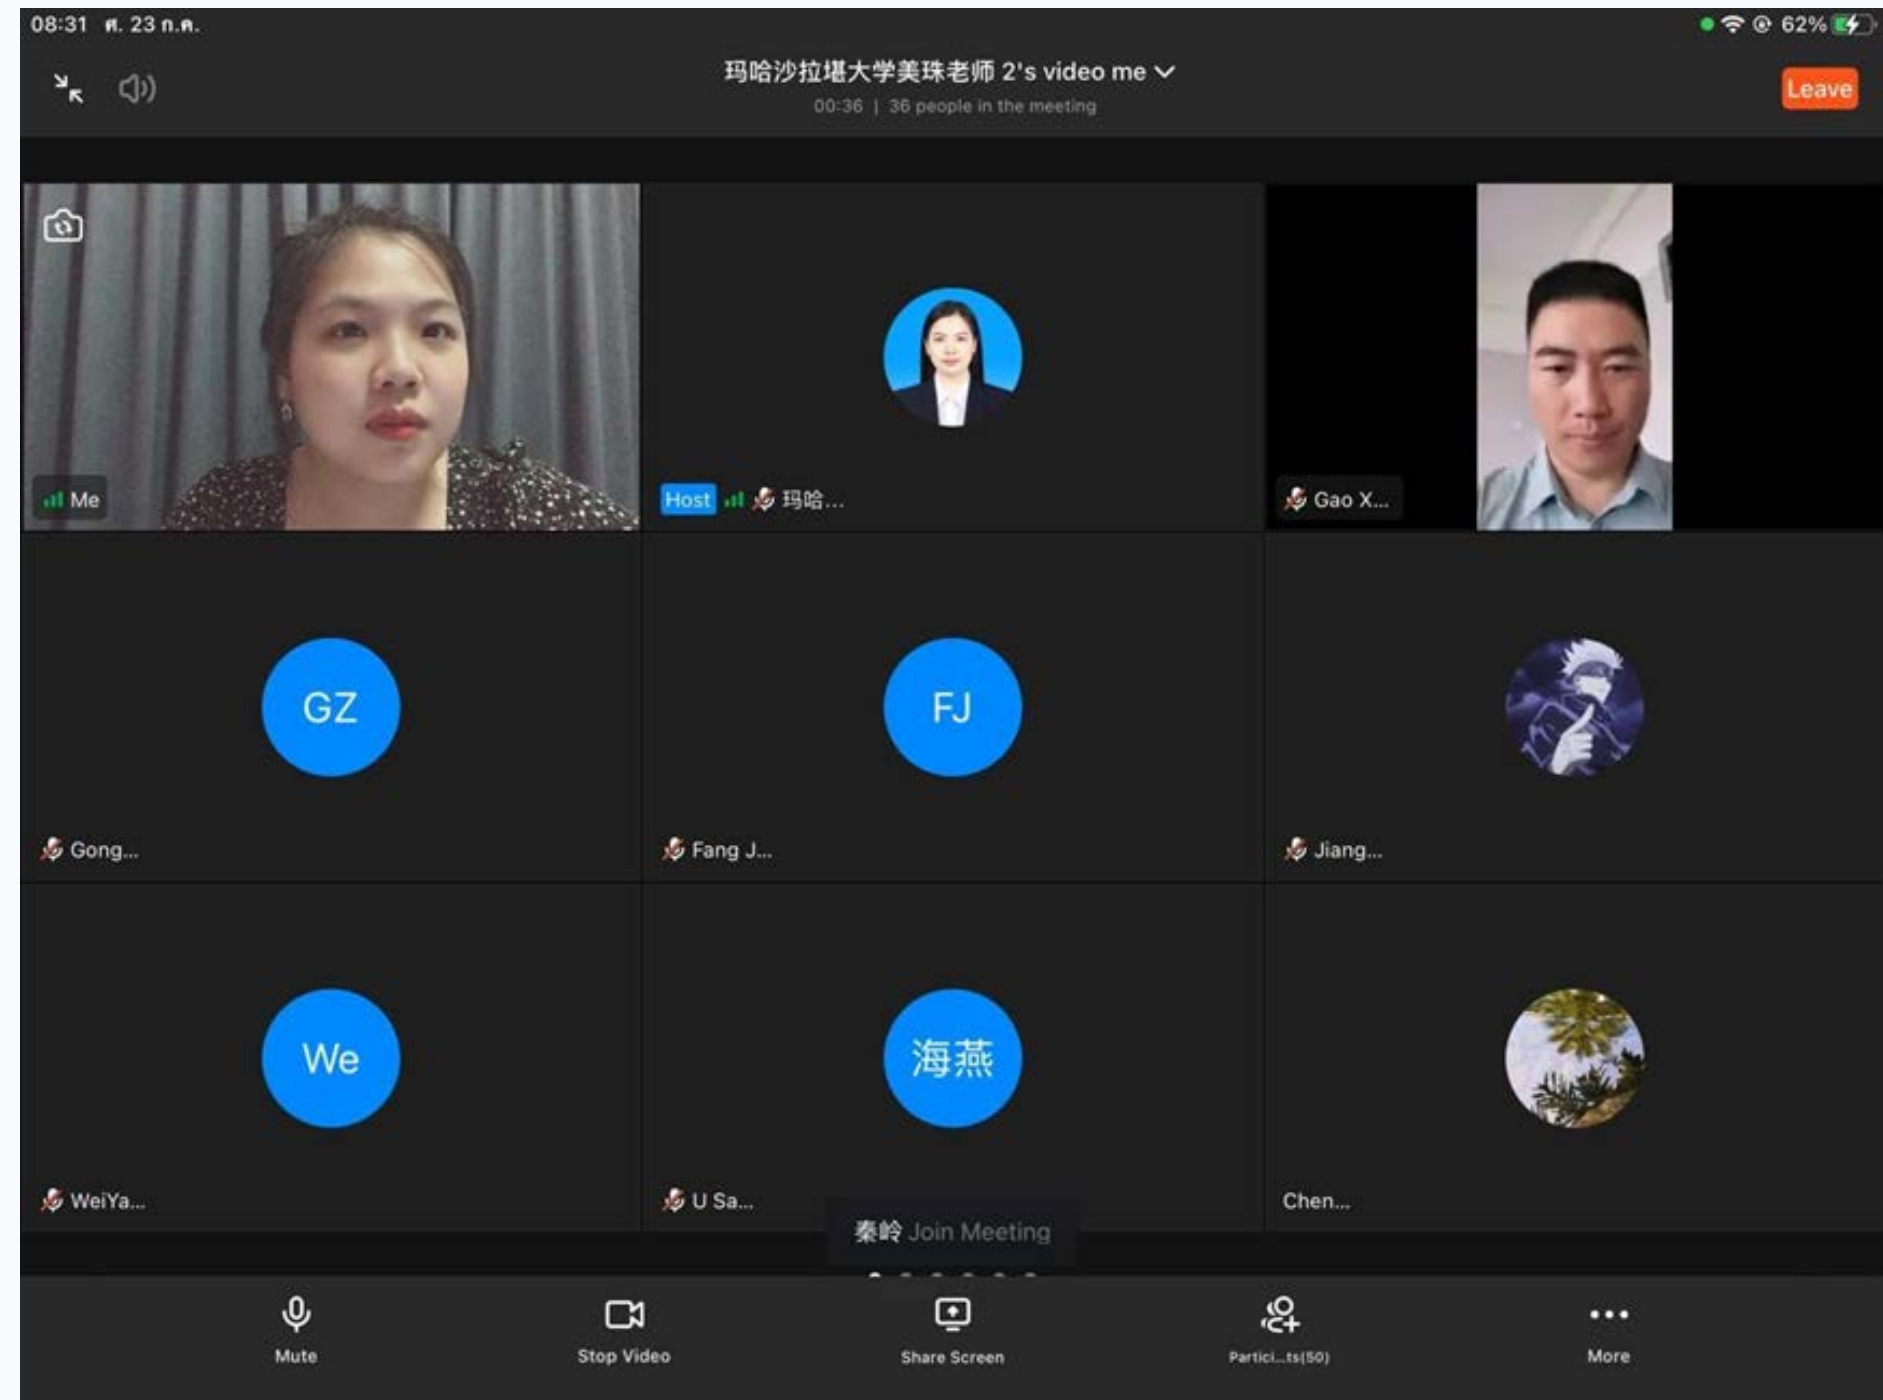 08:31 ศ. 23 ก.ค.
62%
玛哈沙拉堪大学美珠老师 2's video me
00:36 | 36 people in the meeting
Leave
Me
Host 玛哈...
Gao X...
GZ
FJ
Gong...
Fang J...
Jiang...
We
海燕
WeiYa...
U Sa...
Chen...
秦岭 Join Meeting
Mute
Stop Video
Share Screen
Partici...ts(50)
More